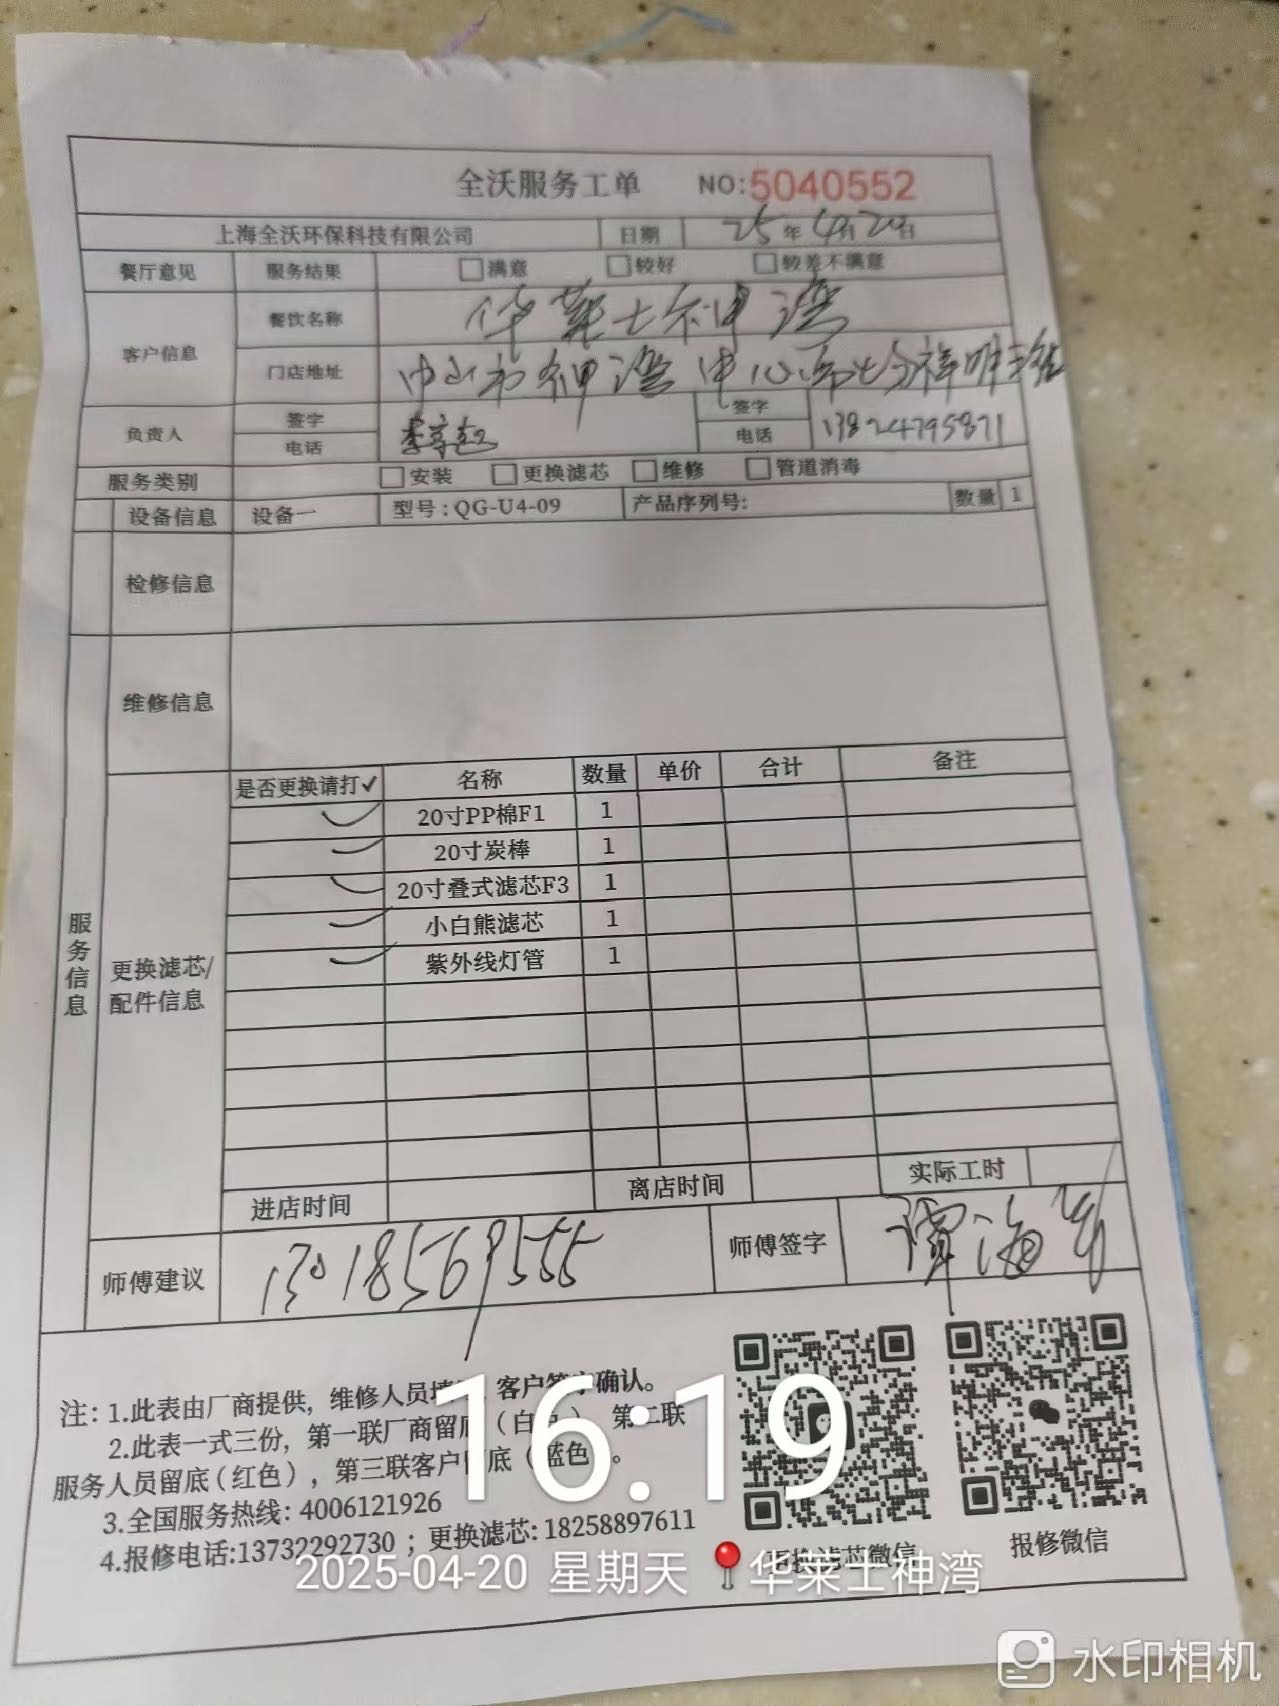 全沃服务工单 NO:5040552
上海全沃环保科技有限公司 日期 25年4月20日
餐厅意见 服务结果 满意 较好 较差不满意
客户信息 餐饮名称 华莱士神湾
门店地址 中山市神湾中心
负责人 签字 签字
电话 电话 13824795871
服务类别 安装 更换滤芯 维修 管道消毒
设备信息 设备一 型号:QG-U4-09 产品序列号: 数量 1
检修信息
维修信息
服务信息
更换滤芯/配件信息
是否更换请打✓ 名称 数量 单价 合计 备注
✓ 20寸PP棉F1 1
✓ 20寸炭棒 1
✓ 20寸叠式滤芯F3 1
✓ 小白熊滤芯 1
✓ 紫外线灯管 1
进店时间 离店时间 实际工时
师傅建议 师傅签字 谭海
注: 1.此表由厂商提供, 维修人员 客户签字确认。
2.此表一式三份, 第一联厂商留底(白色), 第二联
服务人员留底(红色), 第三联客户留底(蓝色)。
3.全国服务热线: 4006121926
4.报修电话:13732292730 ; 更换滤芯: 18258897611
更换滤芯微信 报修微信
16:19
2025-04-20 星期天 华莱士神湾
水印相机